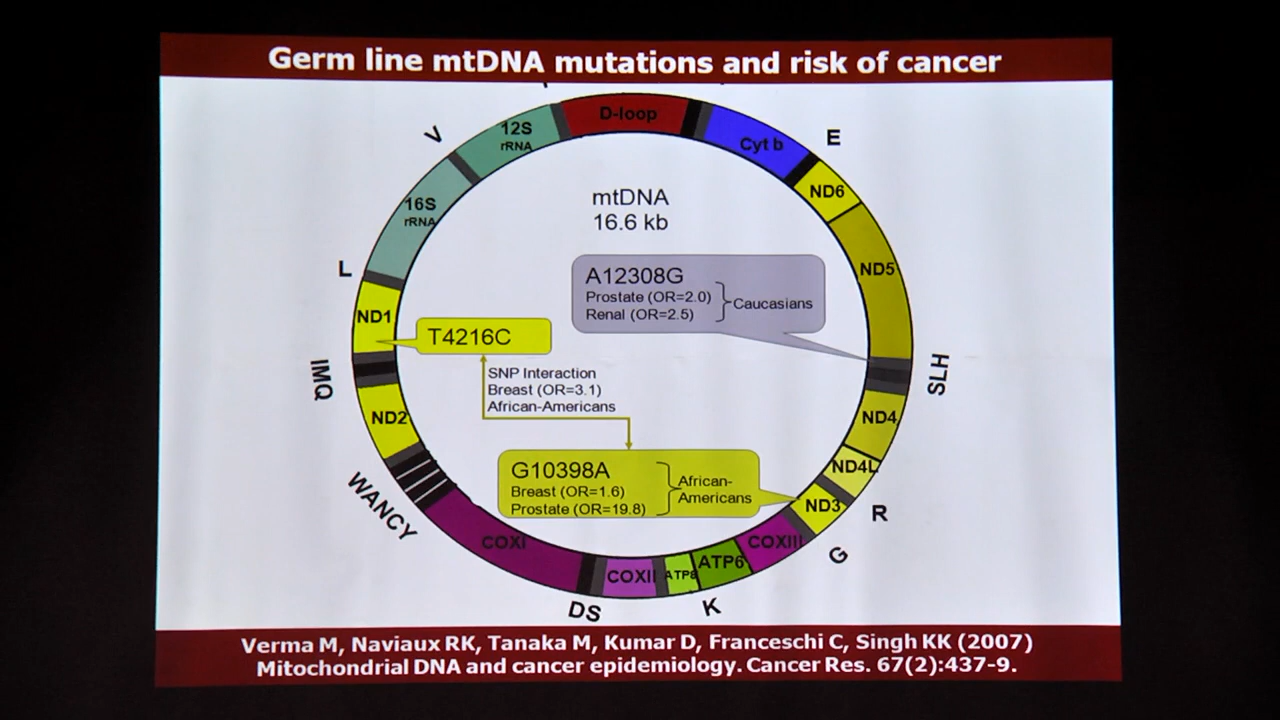 Germ line mtDNA mutations and risk of cancer
D-loop
12S
rRNA
V
Cyt b
E
ND6
16S
rRNA
mtDNA
16.6 kb
L
ND5
A12308G
Prostate (OR=2.0)
Renal (OR=2.5)
Caucasians
ND1
T4216C
IMQ
SLH
SNP Interaction
Breast (OR=3.1)
African-Americans
ND2
ND4
G10398A
Breast (OR=1.6)
Prostate (OR=19.8)
African-
Americans
ND4L
WANCY
ND3
R
COXI
COXIII
G
COXII
ATP8
ATP6
DS
K
Verma M, Naviaux RK, Tanaka M, Kumar D, Franceschi C, Singh KK (2007)
Mitochondrial DNA and cancer epidemiology. Cancer Res. 67(2):437-9.